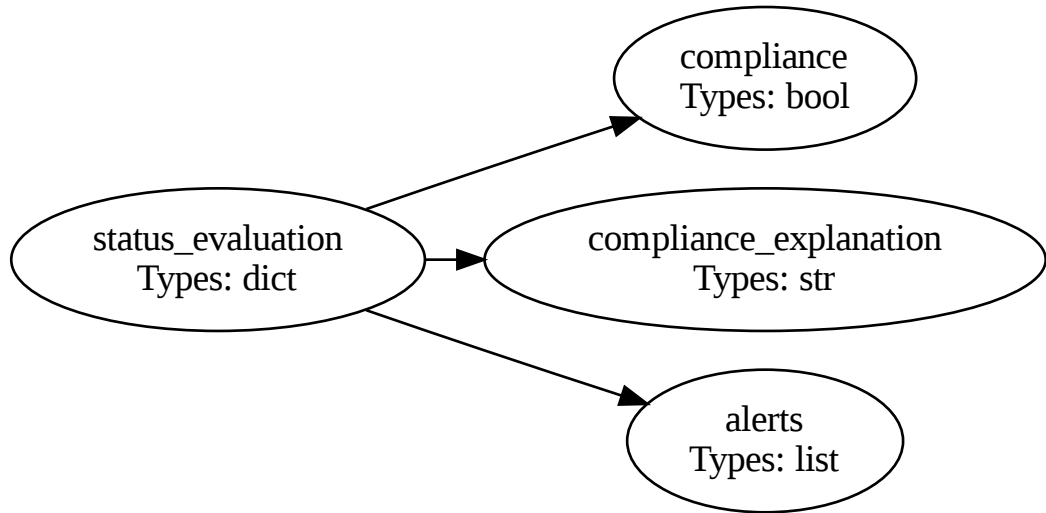 compliance
Types: bool
status_evaluation
Types: dict
compliance_explanation
Types: str
alerts
Types: list